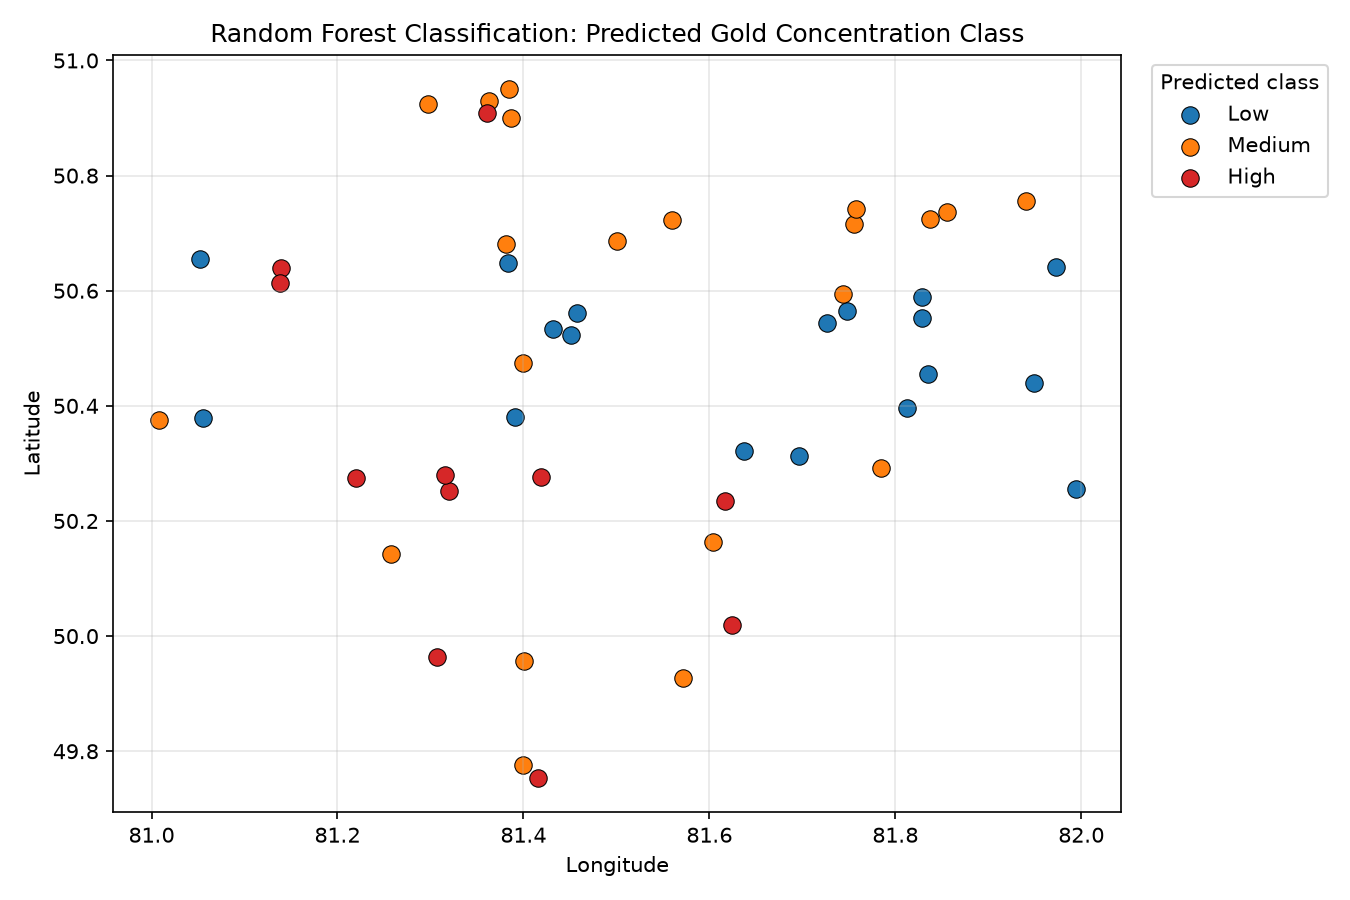 Random Forest Classification: Predicted Gold Concentration Class
Predicted class
Low
Medium
High
Latitude
51.0
50.8
50.6
50.4
50.2
50.0
49.8
81.0 81.2 81.4 81.6 81.8 82.0
Longitude